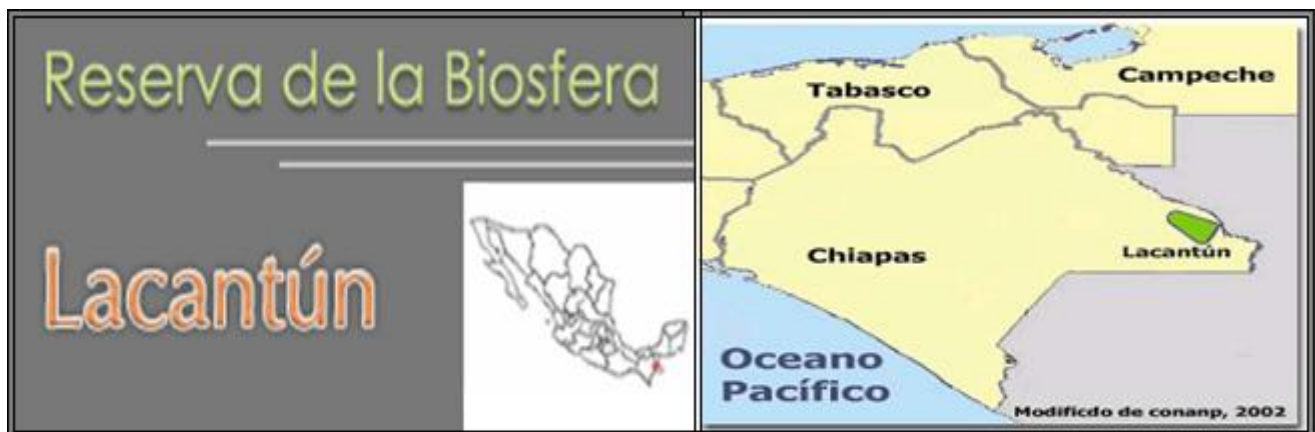 Reserva de la Biosfera
Lacantún
Tabasco
Campeche
Chiapas
Lacantún
Oceano
Pacífico
Modificdo de conanp, 2002